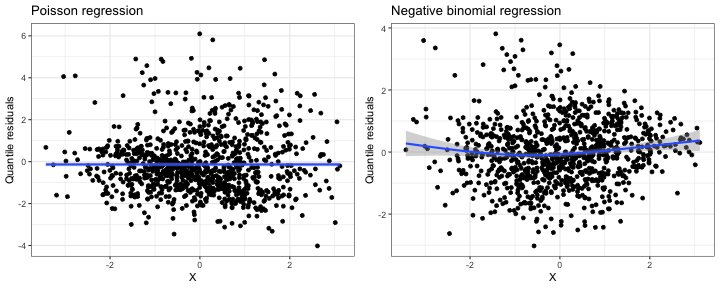 Poisson regression
Quantile residuals
6
4
2
0
-2
-4
-2
0
2
X
Negative binomial regression
Quantile residuals
4
2
0
-2
-2
0
2
X